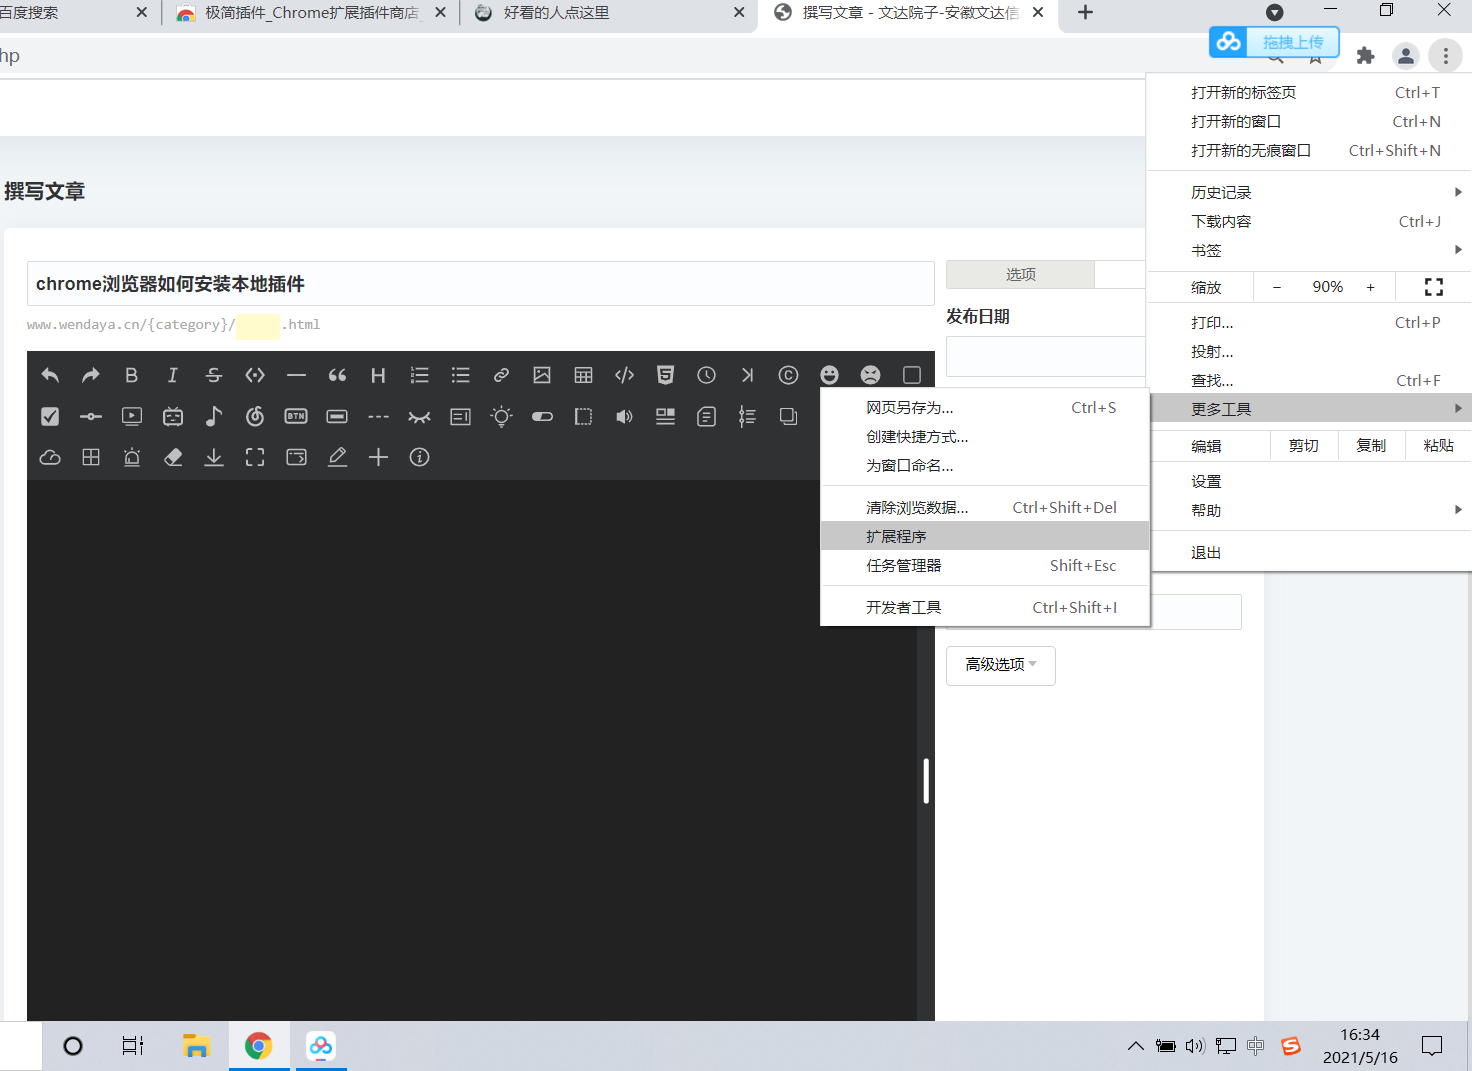 百度搜索
极简插件_Chrome扩展插件商店
好看的人点这里
撰写文章 - 文达院子-安徽文达信
hp
拖拽上传
打开新的标签页 Ctrl+T
打开新的窗口 Ctrl+N
打开新的无痕窗口 Ctrl+Shift+N
历史记录
下载内容 Ctrl+J
书签
缩放 − 90% +
打印... Ctrl+P
投射...
查找... Ctrl+F
更多工具
编辑 剪切 复制 粘贴
设置
帮助
退出
撰写文章
chrome浏览器如何安装本地插件
www.wendaya.cn/{category}/ .html
选项
发布日期
BTN
网页另存为... Ctrl+S
创建快捷方式...
为窗口命名...
清除浏览数据... Ctrl+Shift+Del
扩展程序
任务管理器 Shift+Esc
开发者工具 Ctrl+Shift+I
高级选项
中
16:34
2021/5/16